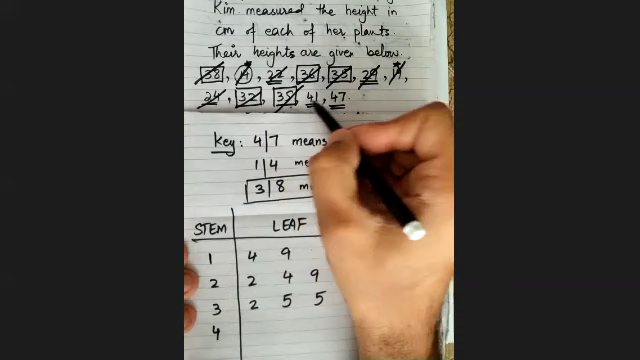 Kim measured the height in
cm of each of her plants.
Their heights are given below.
38, 14, 22, 36, 35, 29, 19,
24, 32, 35, 41, 47.
Key: 4|7 means
1|4 me
3|8 m
STEM LEAF
1 4 9
2 2 4 9
3 2 5 5
4